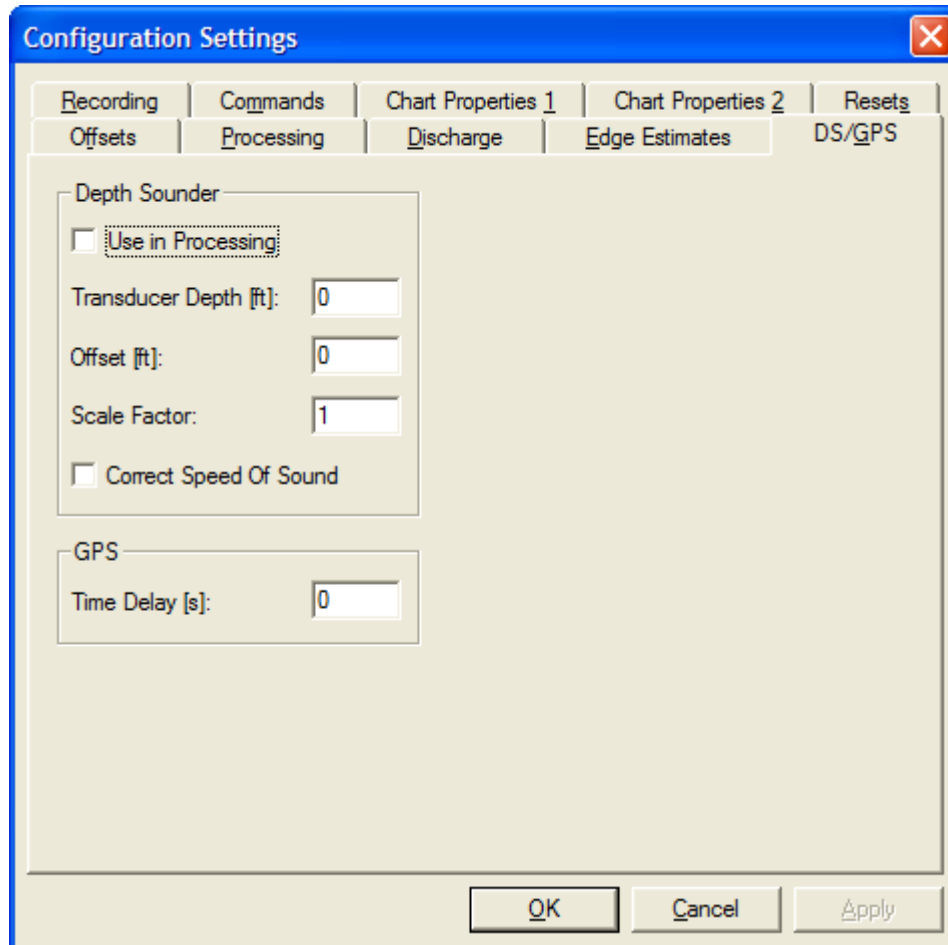 Configuration Settings
Recording Commands Chart Properties 1 Chart Properties 2 Resets
Offsets Processing Discharge Edge Estimates DS/GPS
Depth Sounder
Use in Processing
Transducer Depth [ft]: 0
Offset [ft]: 0
Scale Factor: 1
Correct Speed Of Sound
GPS
Time Delay [s]: 0
OK Cancel Apply